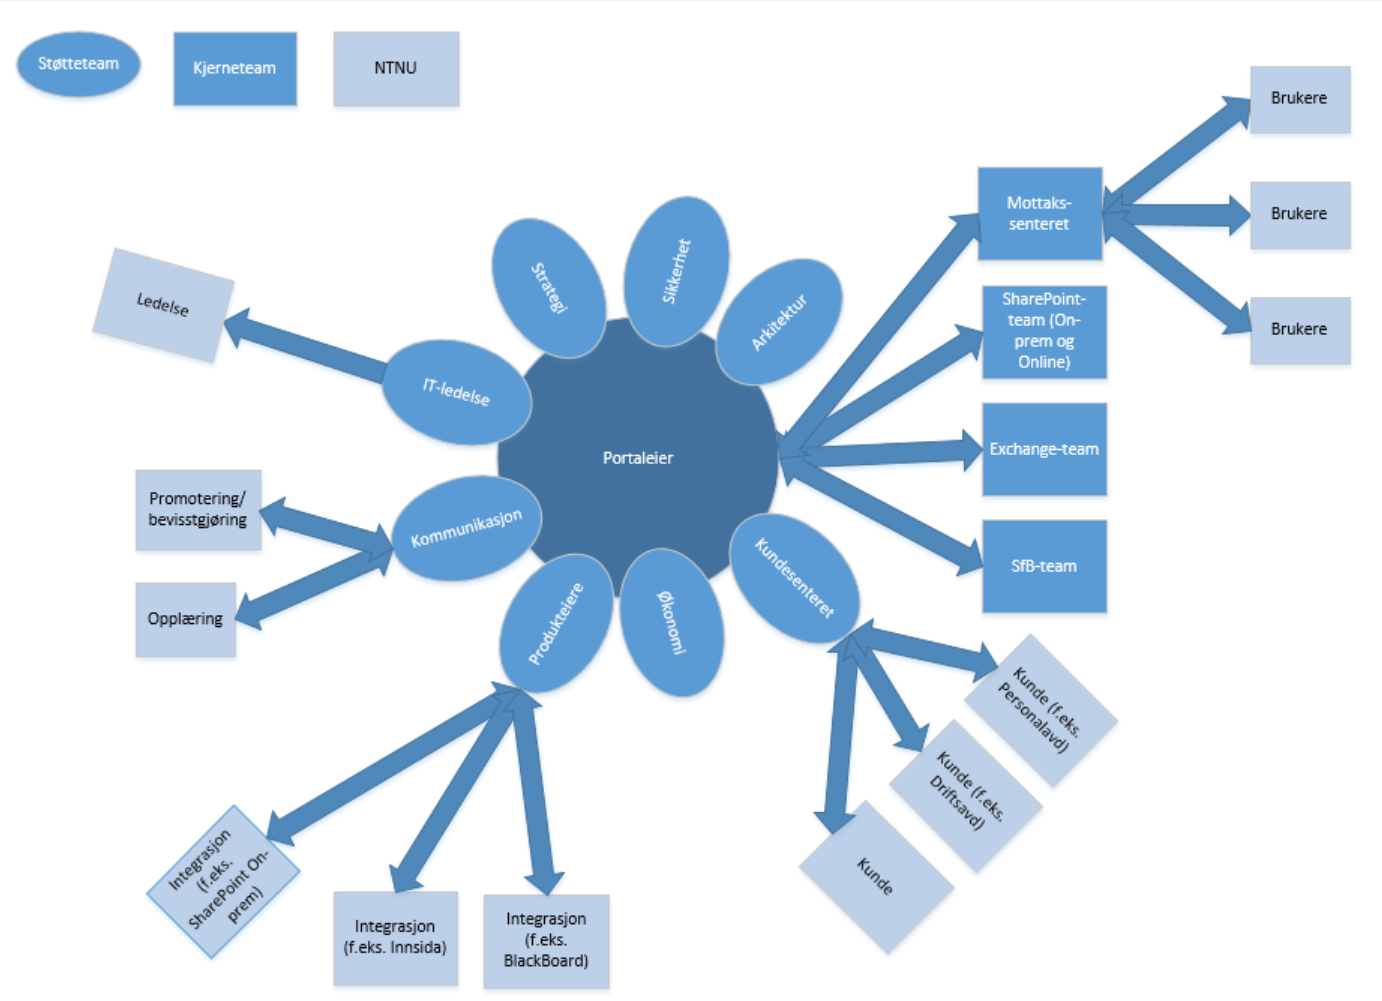 Støtteteam
Kjerneteam
NTNU
Brukere
Brukere
Brukere
Mottaks-
senteret
SharePoint-
team (On-
prem og
Online)
Exchange-team
SfB-team
Strategi
Sikkerhet
Arkitektur
Ledelse
IT-ledelse
Portaleier
Promotering/
bevisstgjøring
Opplæring
Kommunikasjon
Produkteiere
Økonomi
Kundesenteret
Kunde (f.eks.
Personalavd)
Kunde (f.eks.
Driftsavd)
Kunde
Integrasjon
(f.eks.
SharePoint On-
prem)
Integrasjon
(f.eks. Innsida)
Integrasjon
(f.eks.
BlackBoard)